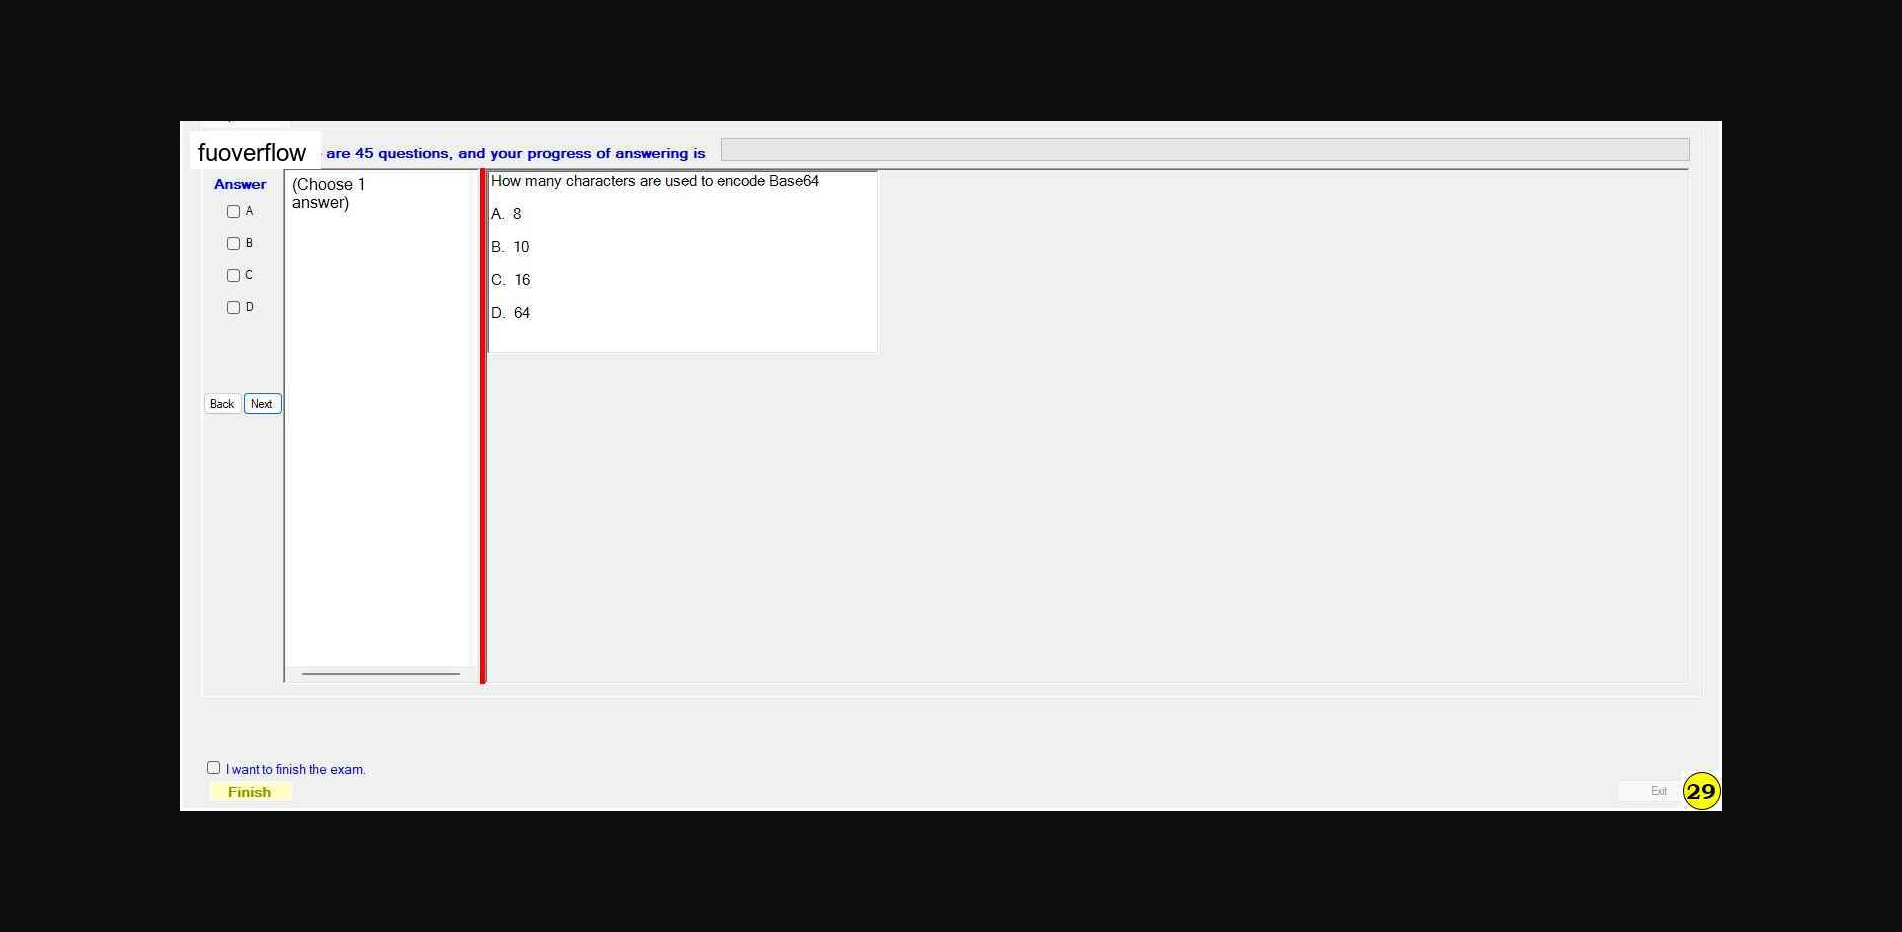 fuoverflow are 45 questions, and your progress of answering is
Answer
A
B
C
D
Back Next
(Choose 1
answer)
How many characters are used to encode Base64
A. 8
B. 10
C. 16
D. 64
I want to finish the exam.
Finish
Exit
29